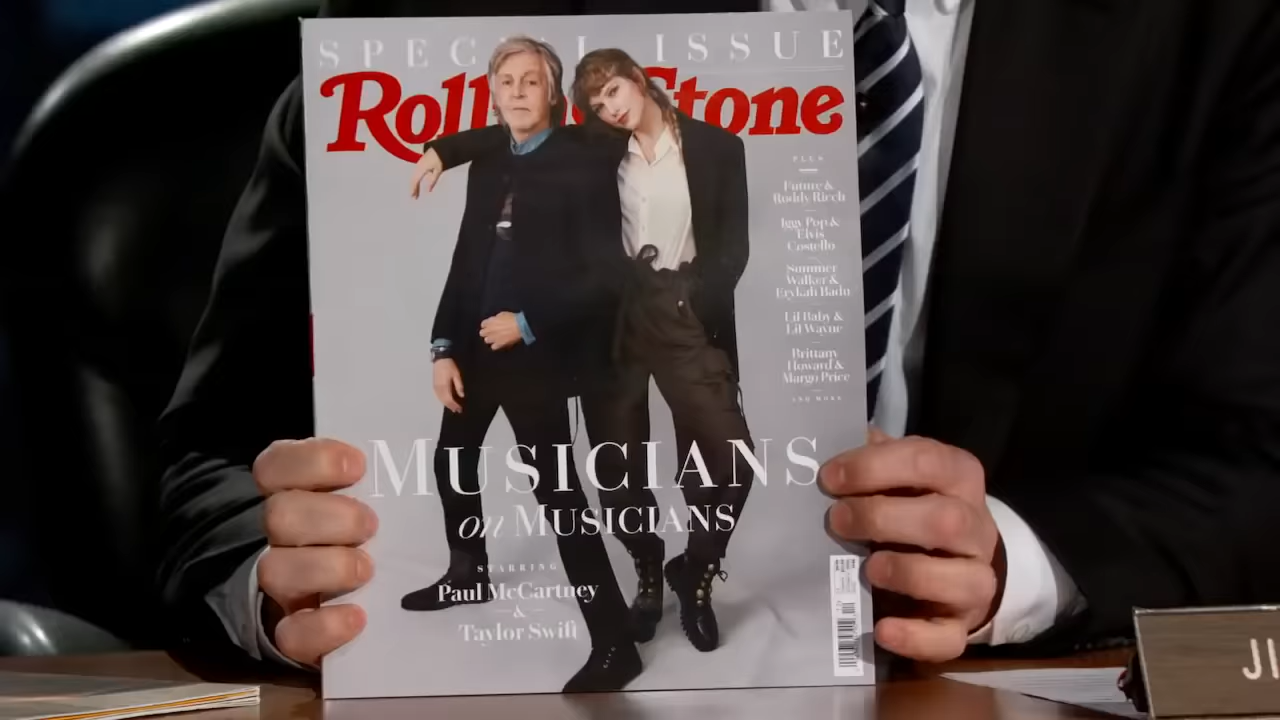 SPECIAL ISSUE
Rolling Stone
PLUS
Future &
Roddy Ricch
Iggy Pop &
Elvis
Costello
Summer
Walker &
Erykah Badu
Lil Baby &
Lil Wayne
Brittany
Howard &
Margo Price
AND MORE
MUSICIANS
on MUSICIANS
STARRING
Paul McCartney
&
Taylor Swift
JI